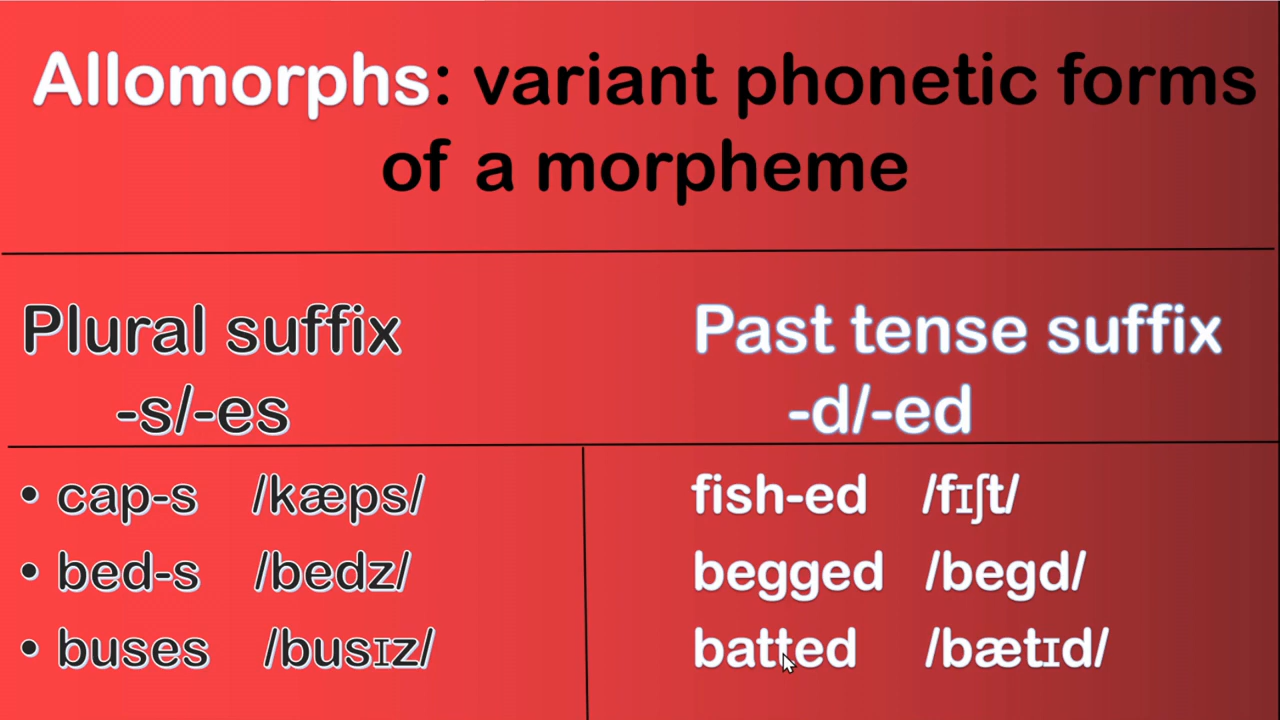 Allomorphs: variant phonetic forms
of a morpheme
Plural suffix
-s/-es
Past tense suffix
-d/-ed
• cap-s /kæps/
• bed-s /bedz/
• buses /busɪz/
fish-ed /fɪʃt/
begged /begd/
batted /bætɪd/